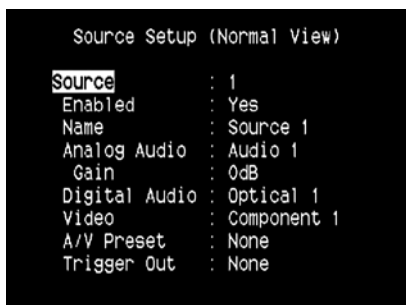 Source Setup (Normal View)
Source : 1
Enabled : Yes
Name : Source 1
Analog Audio : Audio 1
Gain : 0dB
Digital Audio : Optical 1
Video : Component 1
A/V Preset : None
Trigger Out : None